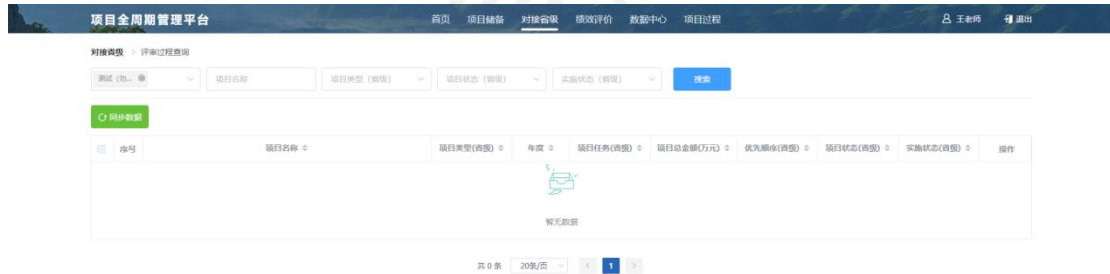 项目全周期管理平台 首页 项目储备 对接省级 绩效评价 数据中心 项目过程 王老师 退出
对接省级 > 评审过程查询
测试 项目名称 项目类型（省级） 项目状态（省级） 实施状态（省级） 搜索
同步数据
序号 项目名称 项目类型(省级) 年度 项目任务(省级) 项目总金额(万元) 优先顺序(省级) 项目状态(省级) 实施状态(省级) 操作
暂无数据
共 0 条 20条/页 < 1 >